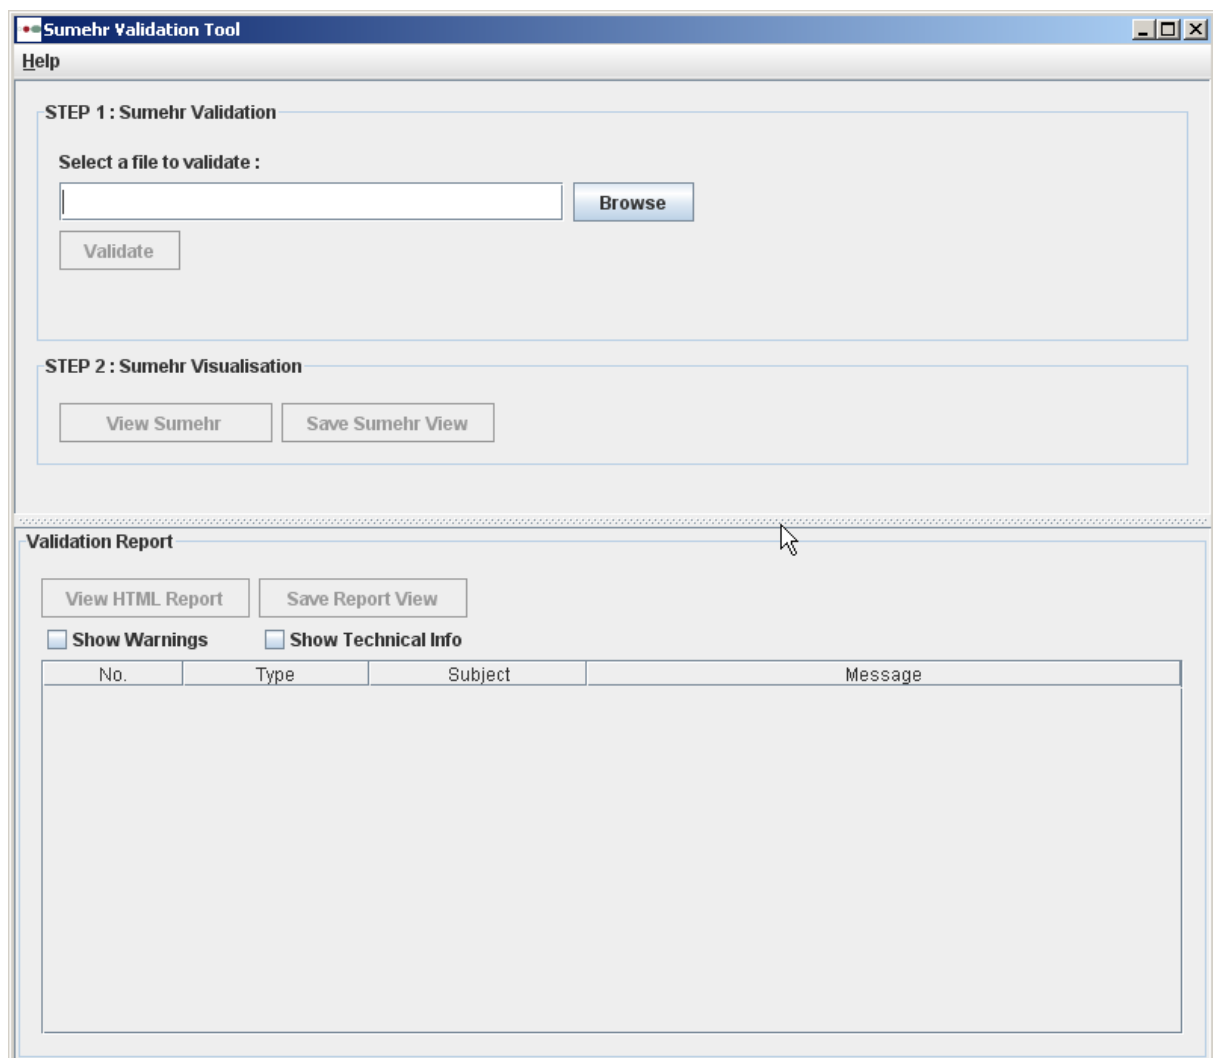 Sumehr Validation Tool
Help
STEP 1 : Sumehr Validation
Select a file to validate :
Browse
Validate
STEP 2 : Sumehr Visualisation
View Sumehr Save Sumehr View
Validation Report
View HTML Report Save Report View
Show Warnings Show Technical Info
No. Type Subject Message